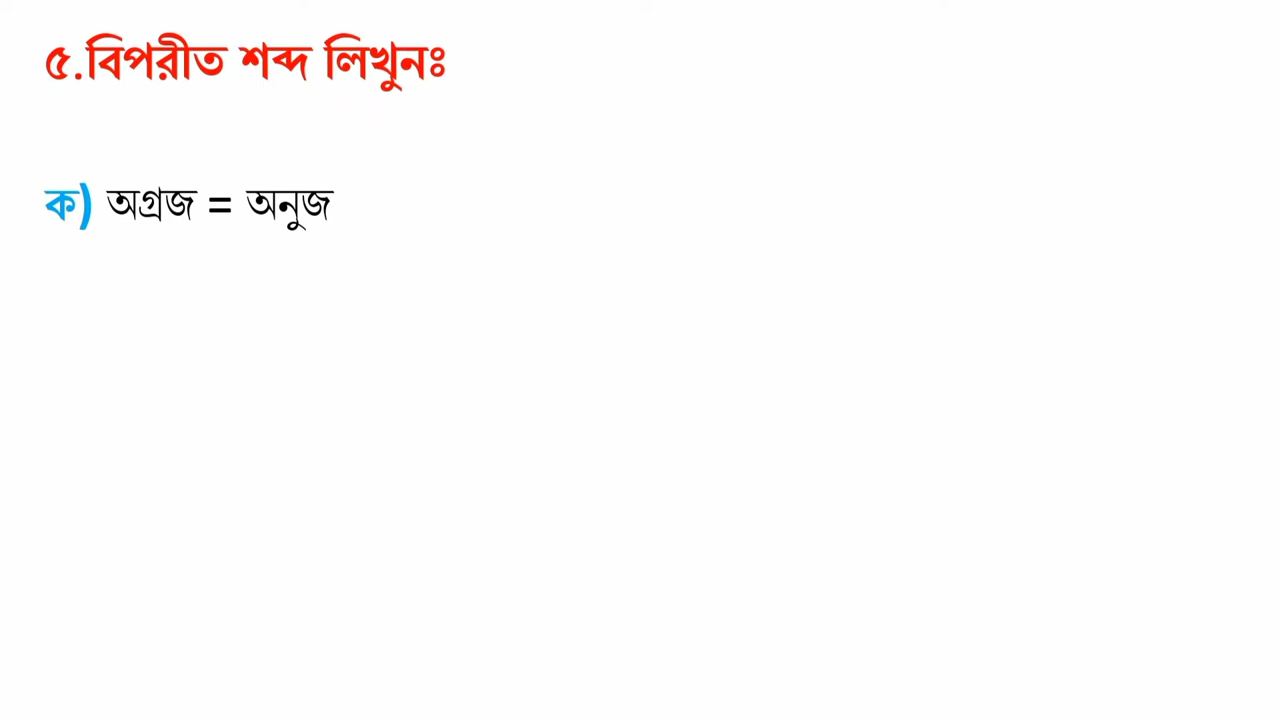 ৫.বিপরীত শব্দ লিখুনঃ
ক) অগ্রজ = অনুজ